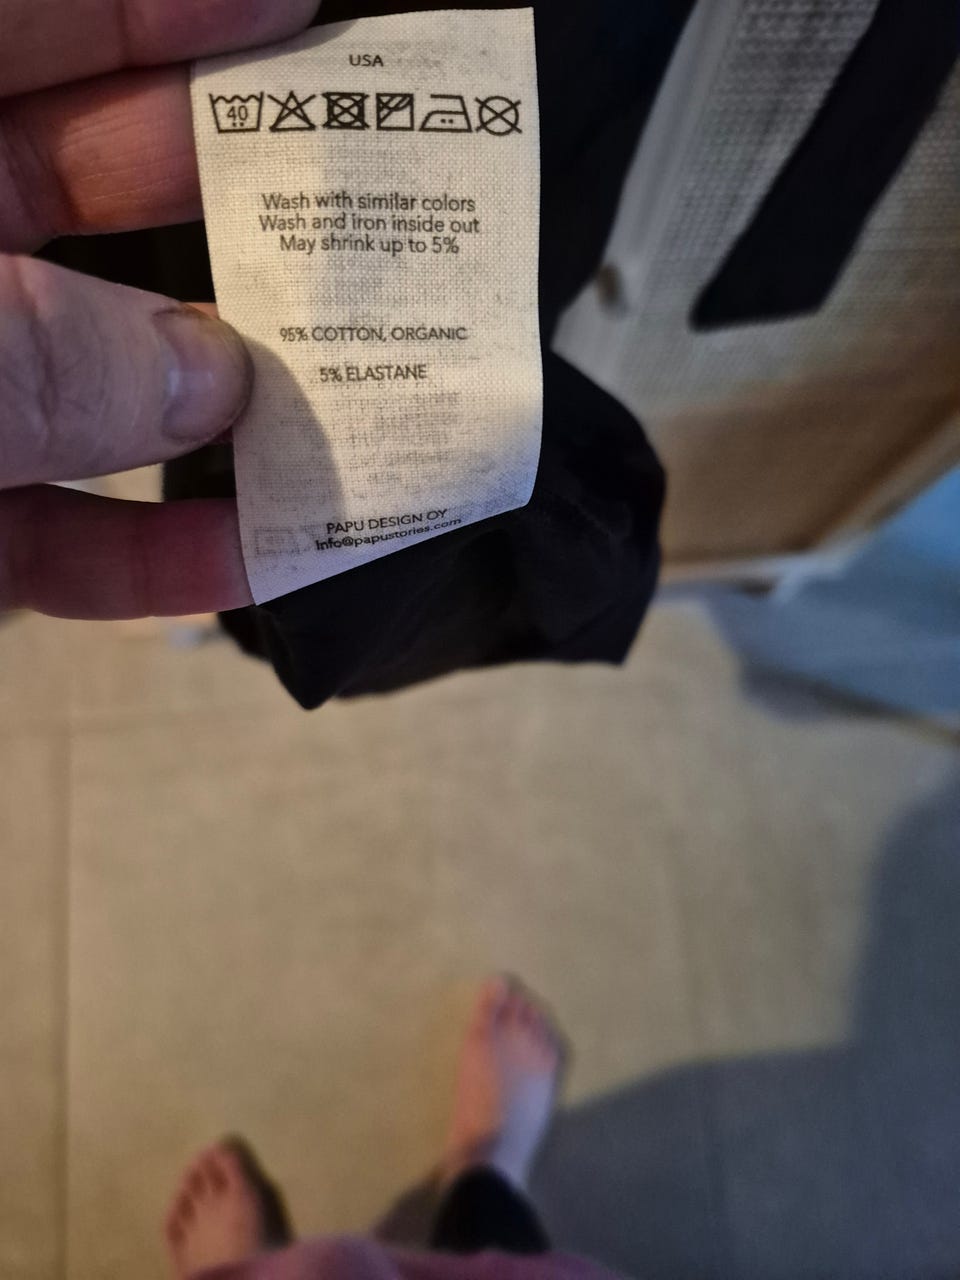 USA
40
Wash with similar colors
Wash and iron inside out
May shrink up to 5%
95% COTTON, ORGANIC
5% ELASTANE
PAPU DESIGN OY
Info@papustories.com